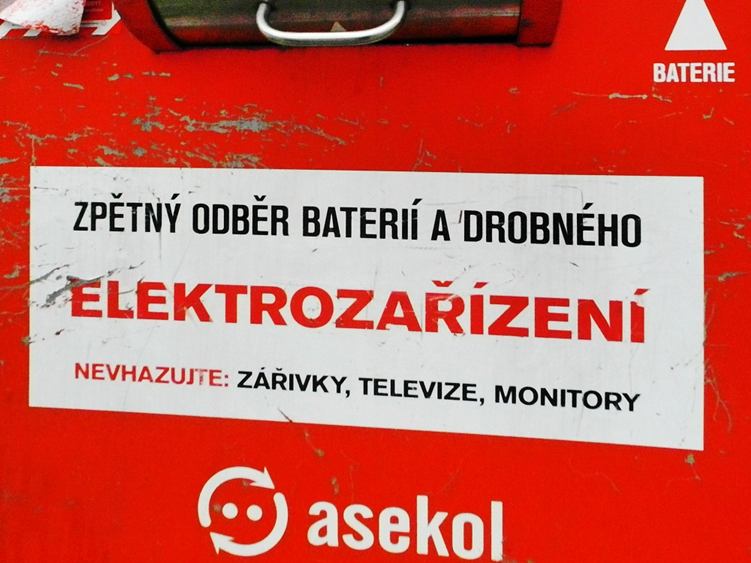 BATERIE
ZPĚTNÝ ODBĚR BATERIÍ A DROBNÉHO
ELEKTROZAŘÍZENÍ
NEVHAZUJTE: ZÁŘIVKY, TELEVIZE, MONITORY
asekol